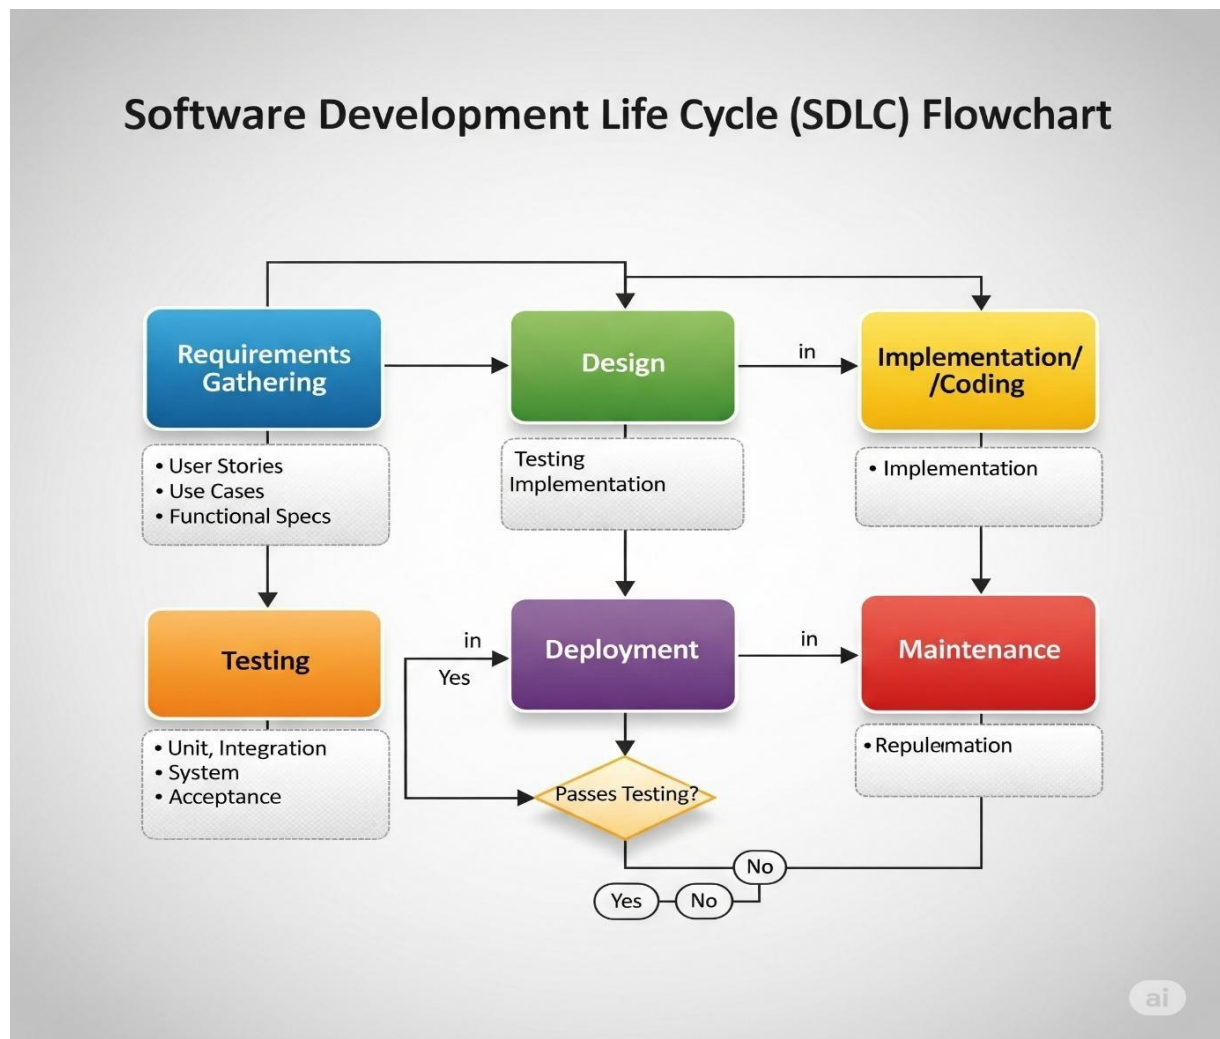 Software Development Life Cycle (SDLC) Flowchart
Requirements
Gathering
Design
in
Implementation/
/Coding
• User Stories
• Use Cases
• Functional Specs
Testing
Implementation
• Implementation
Testing
in
Yes
Deployment
in
Maintenance
• Unit, Integration
• System
• Acceptance
Passes Testing?
• Repulemation
No
Yes
No
ai